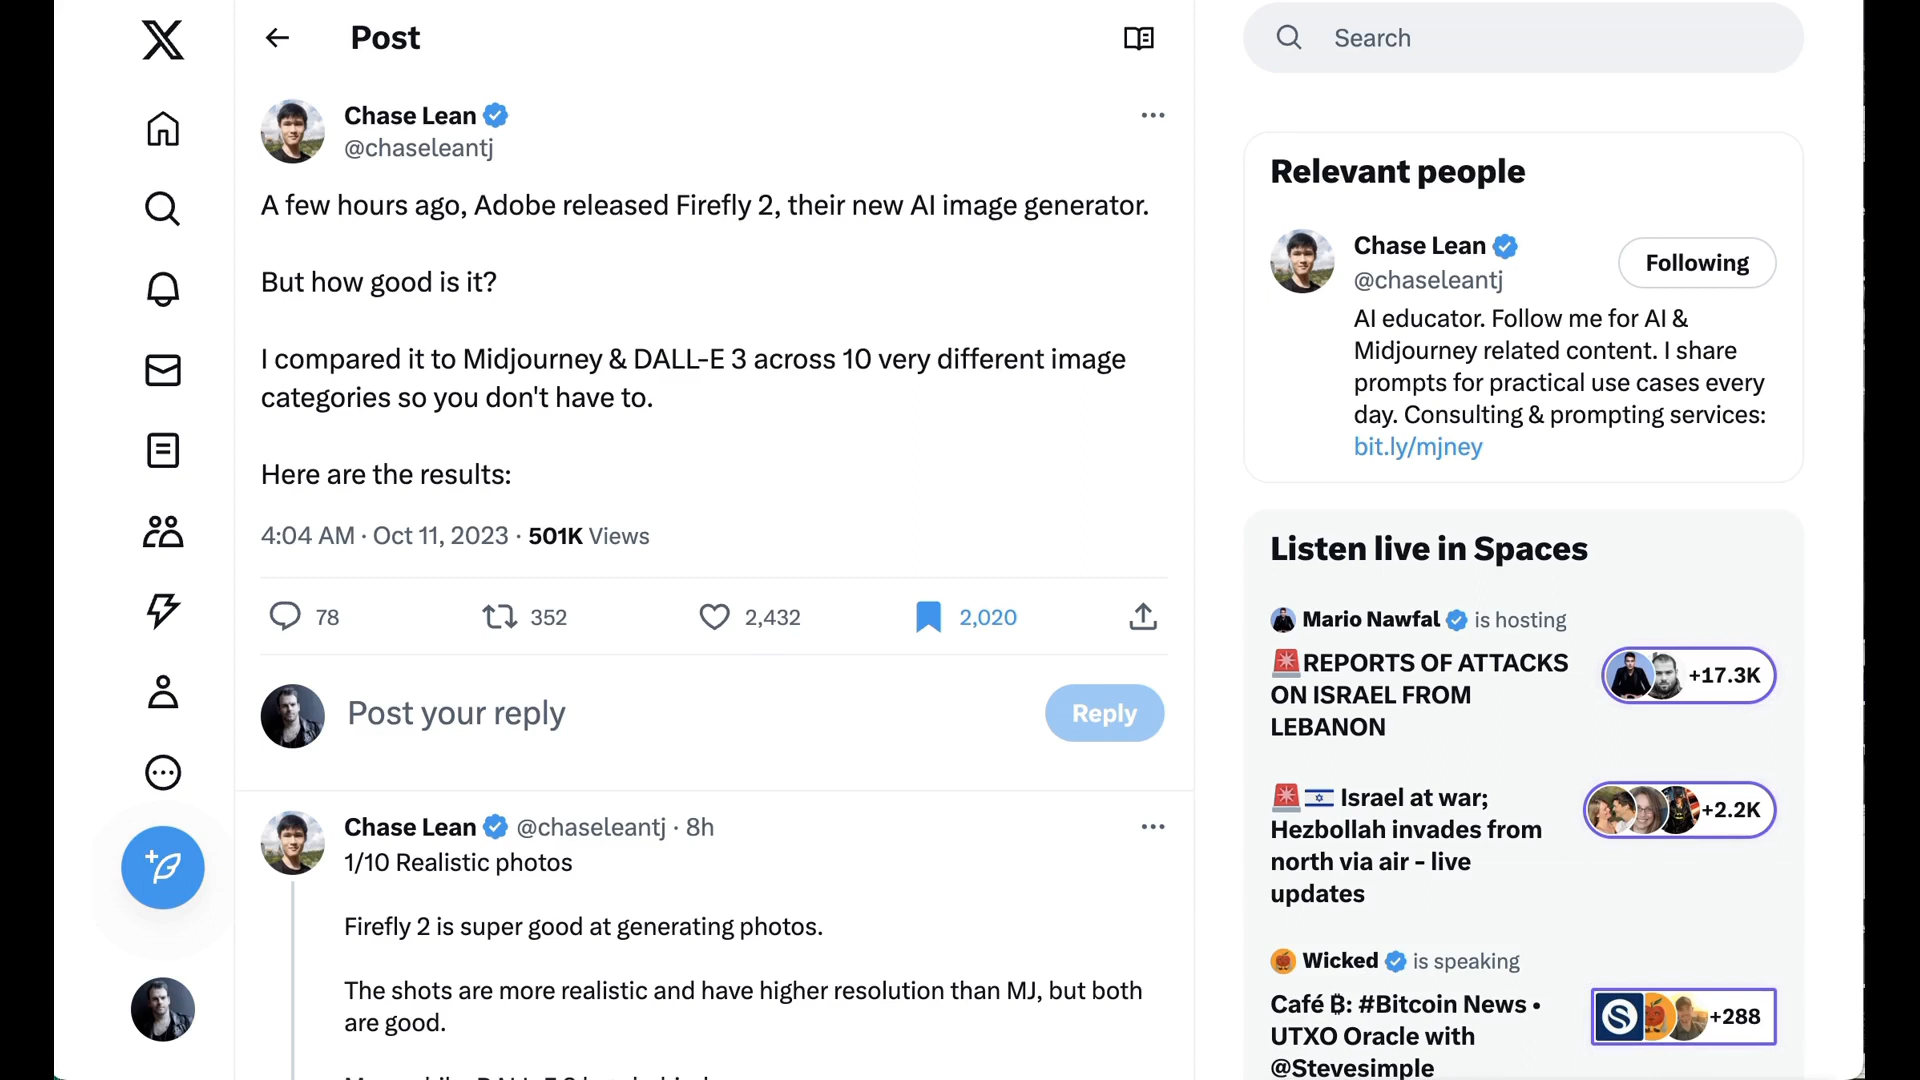 Post
Search
Chase Lean
@chaseleantj
A few hours ago, Adobe released Firefly 2, their new AI image generator.
But how good is it?
I compared it to Midjourney & DALL-E 3 across 10 very different image
categories so you don't have to.
Here are the results:
4:04 AM · Oct 11, 2023 · 501K Views
78
352
2,432
2,020
Post your reply
Reply
Chase Lean @chaseleantj · 8h
1/10 Realistic photos
Firefly 2 is super good at generating photos.
The shots are more realistic and have higher resolution than MJ, but both
are good.
Relevant people
Chase Lean
@chaseleantj
Following
AI educator. Follow me for AI &
Midjourney related content. I share
prompts for practical use cases every
day. Consulting & prompting services:
bit.ly/mjney
Listen live in Spaces
Mario Nawfal is hosting
🚨REPORTS OF ATTACKS
ON ISRAEL FROM
LEBANON
+17.3K
🚨🇮🇱 Israel at war;
Hezbollah invades from
north via air - live
updates
+2.2K
Wicked is speaking
Café ₿: #Bitcoin News •
UTXO Oracle with
@Stevesimple
+288